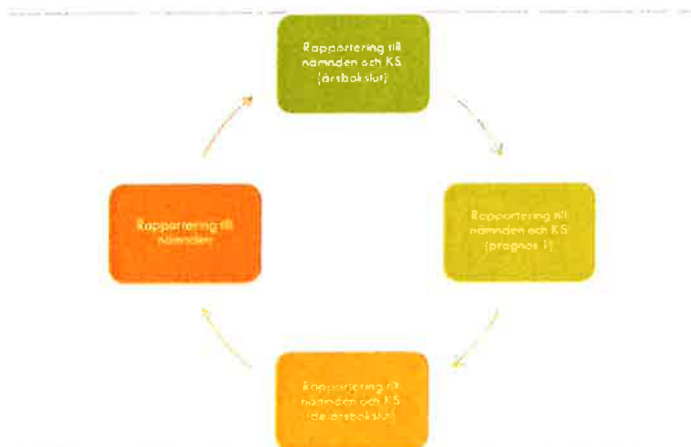 Rapportering till
nämnden och KS
(årsbokslut)
Rapportering till
nämnden
Rapportering till
nämnden och KS
(prognos 1)
Rapportering till
nämnden och KS
(delårsbokslut)